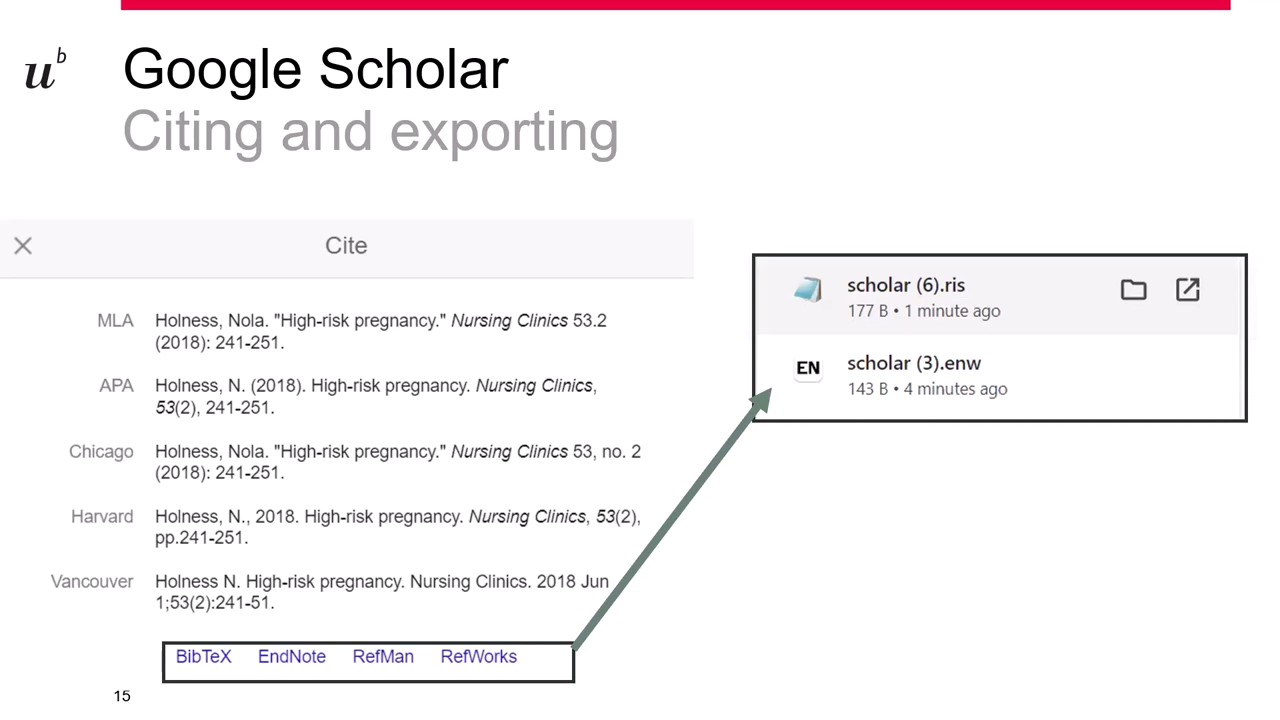 u^b
Google Scholar
Citing and exporting
Cite
MLA Holness, Nola. "High-risk pregnancy." Nursing Clinics 53.2
(2018): 241-251.
APA Holness, N. (2018). High-risk pregnancy. Nursing Clinics,
53(2), 241-251.
Chicago Holness, Nola. "High-risk pregnancy." Nursing Clinics 53, no. 2
(2018): 241-251.
Harvard Holness, N., 2018. High-risk pregnancy. Nursing Clinics, 53(2),
pp.241-251.
Vancouver Holness N. High-risk pregnancy. Nursing Clinics. 2018 Jun
1;53(2):241-51.
BibTeX EndNote RefMan RefWorks
scholar (6).ris
177 B • 1 minute ago
EN scholar (3).enw
143 B • 4 minutes ago
15